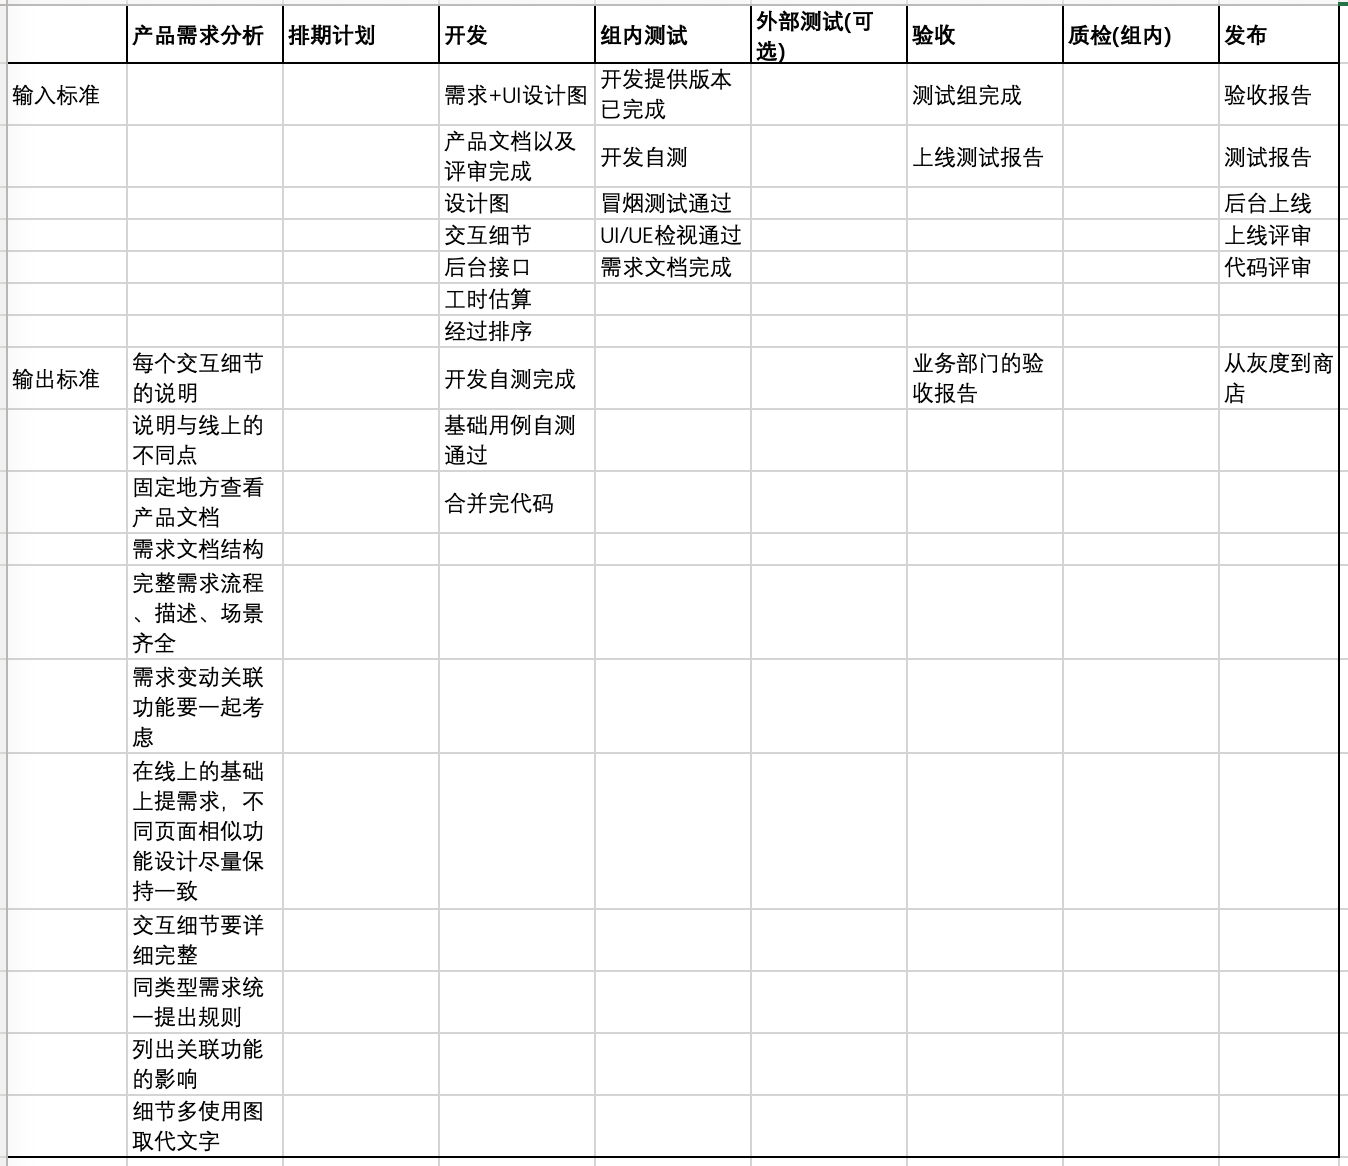 产品需求分析 排期计划 开发 组内测试 外部测试(可
选) 验收 质检(组内) 发布
输入标准 需求+UI设计图 开发提供版本
已完成 测试组完成 验收报告
产品文档以及
评审完成 开发自测 上线测试报告 测试报告
设计图 冒烟测试通过 后台上线
交互细节 UI/UE检视通过 上线评审
后台接口 需求文档完成 代码评审
工时估算
经过排序
输出标准 每个交互细节
的说明 开发自测完成 业务部门的验
收报告 从灰度到商
店
说明与线上的
不同点 基础用例自测
通过
固定地方查看
产品文档 合并完代码
需求文档结构
完整需求流程
、描述、场景
齐全
需求变动关联
功能要一起考
虑
在线上的基础
上提需求，不
同页面相似功
能设计尽量保
持一致
交互细节要详
细完整
同类型需求统
一提出规则
列出关联功能
的影响
细节多使用图
取代文字